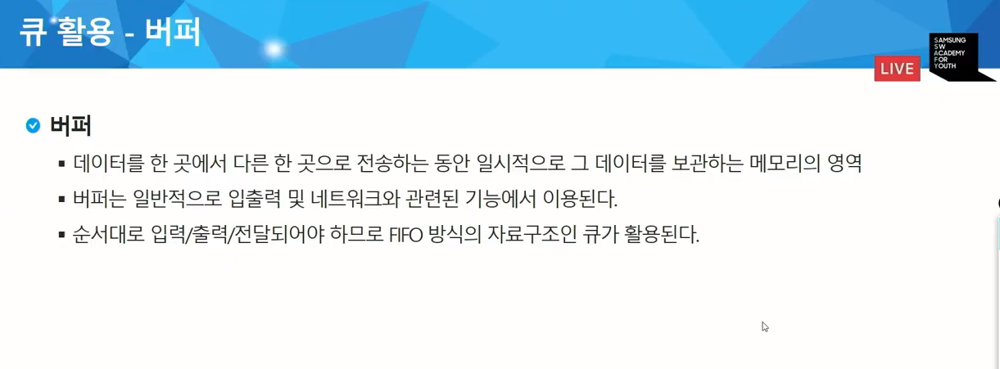 큐 활용 - 버퍼
LIVE
SAMSUNG
SW
ACADEMY
FOR
YOUTH
버퍼
데이터를 한 곳에서 다른 한 곳으로 전송하는 동안 일시적으로 그 데이터를 보관하는 메모리의 영역
버퍼는 일반적으로 입출력 및 네트워크와 관련된 기능에서 이용된다.
순서대로 입력/출력/전달되어야 하므로 FIFO 방식의 자료구조인 큐가 활용된다.